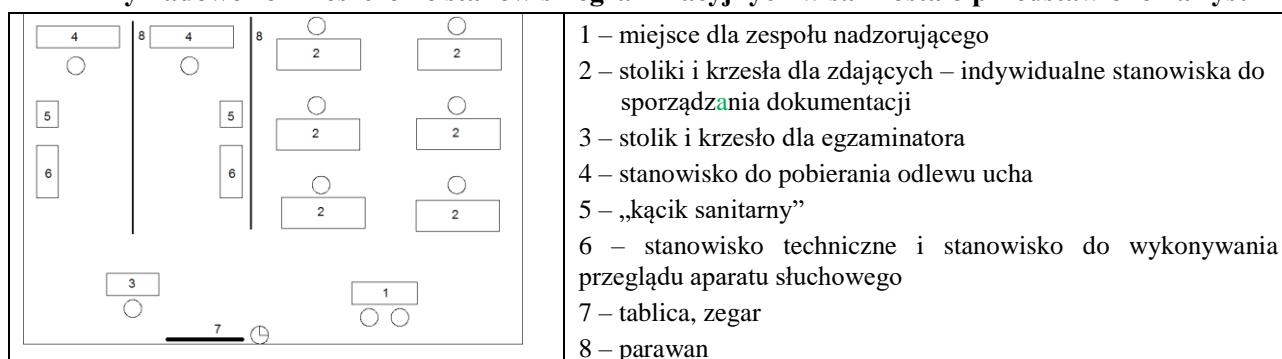 4 8 4 8 2 2
5 5 2 2
6 6 2 2
3 1
7
1 – miejsce dla zespołu nadzorującego
2 – stoliki i krzesła dla zdających – indywidualne stanowiska do
sporządzania dokumentacji
3 – stolik i krzesło dla egzaminatora
4 – stanowisko do pobierania odlewu ucha
5 – „kącik sanitarny”
6 – stanowisko techniczne i stanowisko do wykonywania
przeglądu aparatu słuchowego
7 – tablica, zegar
8 – parawan